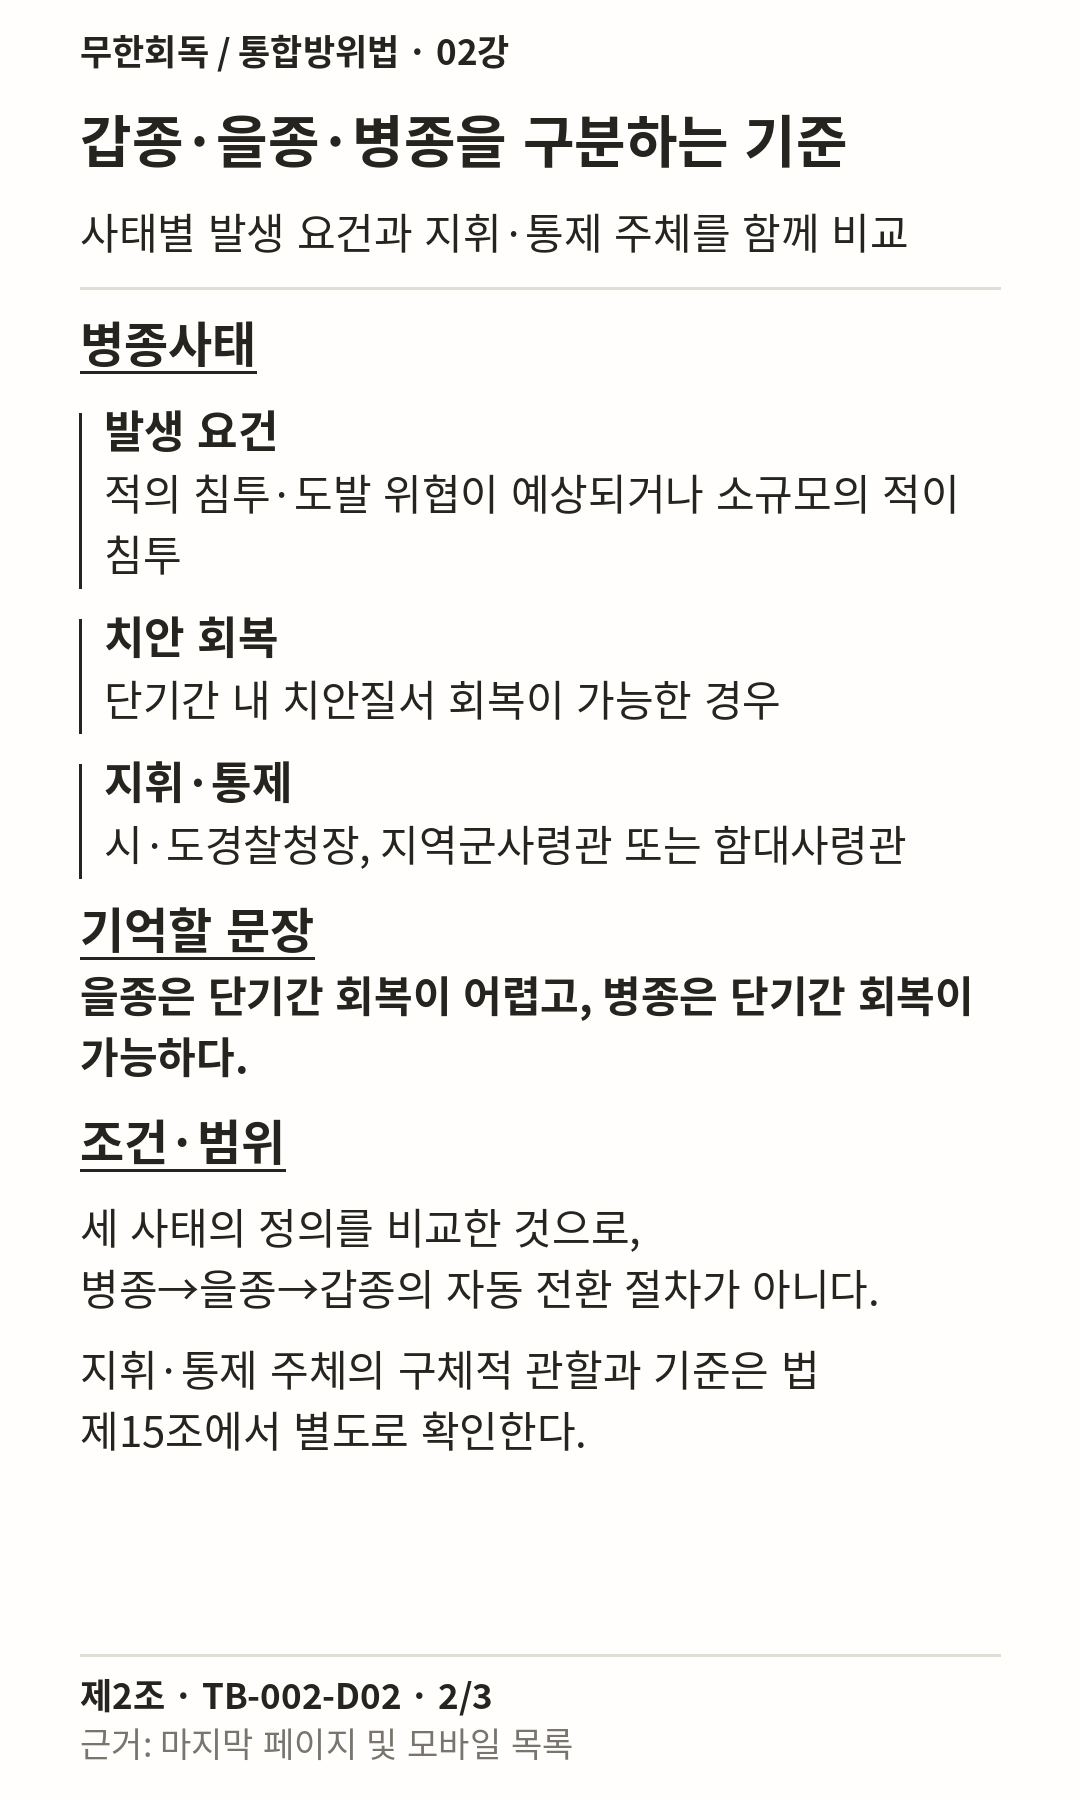 무한회독 / 통합방위법 · 02강
갑종·을종·병종을 구분하는 기준
사태별 발생 요건과 지휘·통제 주체를 함께 비교
병종사태
발생 요건
적의 침투·도발 위협이 예상되거나 소규모의 적이
침투
치안 회복
단기간 내 치안질서 회복이 가능한 경우
지휘·통제
시·도경찰청장, 지역군사령관 또는 함대사령관
기억할 문장
을종은 단기간 회복이 어렵고, 병종은 단기간 회복이
가능하다.
조건·범위
세 사태의 정의를 비교한 것으로,
병종→을종→갑종의 자동 전환 절차가 아니다.
지휘·통제 주체의 구체적 관할과 기준은 법
제15조에서 별도로 확인한다.
제2조 · TB-002-D02 · 2/3
근거: 마지막 페이지 및 모바일 목록